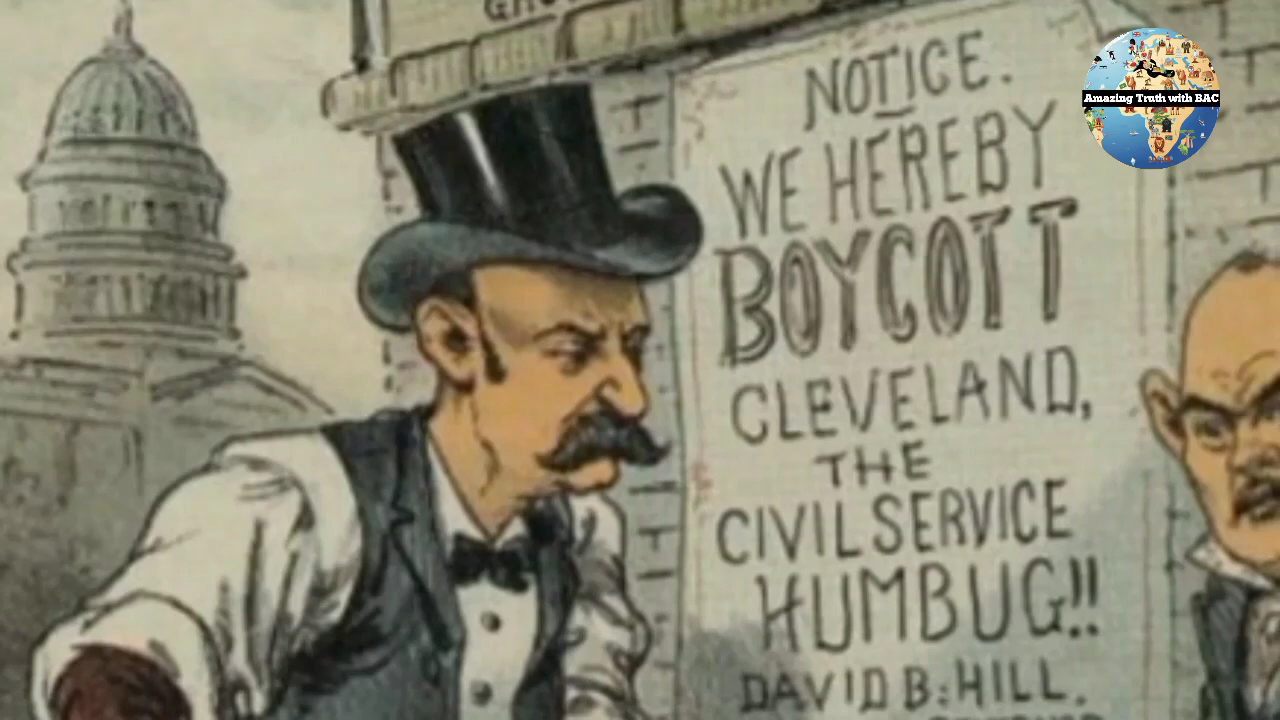 NOTICE.
WE HEREBY
BOYCOTT
CLEVELAND,
THE
CIVIL SERVICE
HUMBUG!!
DAVID B. HILL.
Amazing Truth with BAC